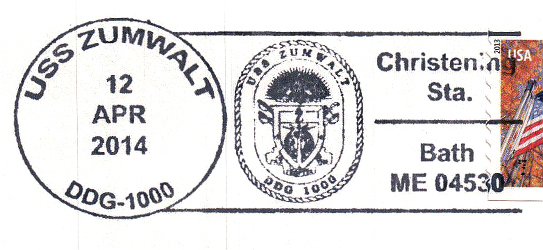 USS ZUMWALT
12
APR
2014
DDG-1000
USS ZUMWALT
DDG 1000
Christening
Sta.
Bath
ME 04530
2013
USA